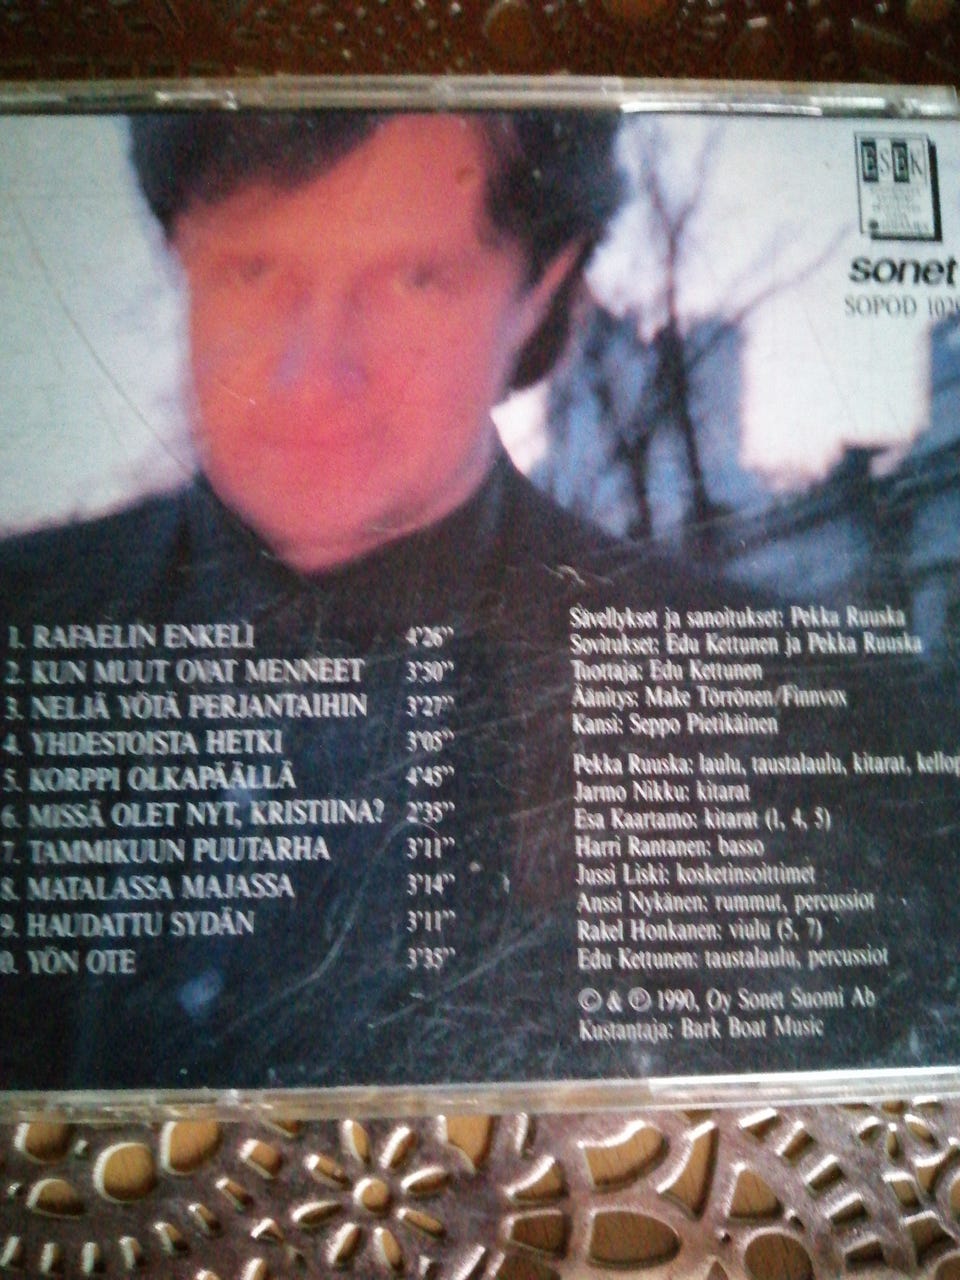 ESEK
sonet
SOPOD
1. RAFAELIN ENKELI 4'26"
2. KUN MUUT OVAT MENNEET 3'50"
3. NELJÄ YÖTÄ PERJANTAIHIN 3'27"
4. YHDESTOISTA HETKI 3'05"
5. KORPPI OLKAPÄÄLLÄ 4'45"
6. MISSÄ OLET NYT, KRISTIINA? 2'35"
7. TAMMIKUUN PUUTARHA 3'11"
8. MATALASSA MAJASSA 3'14"
9. HAUDATTU SYDÄN 3'11"
0. YÖN OTE 3'35"
Sävellykset ja sanoitukset: Pekka Ruuska
Sovitukset: Edu Kettunen ja Pekka Ruuska
Tuottaja: Edu Kettunen
Äänitys: Make Törrönen/Finnvox
Kansi: Seppo Pietikäinen
Pekka Ruuska: laulu, taustalaulu, kitarat, kellop
Jarmo Nikku: kitarat
Esa Kaartamo: kitarat (1, 4, 5)
Harri Rantanen: basso
Jussi Liski: kosketinsoittimet
Anssi Nykänen: rummut, percussiot
Rakel Honkanen: viulu (5, 7)
Edu Kettunen: taustalaulu, percussiot
© & ℗ 1990, Oy Sonet Suomi Ab
Kustantaja: Bark Boat Music